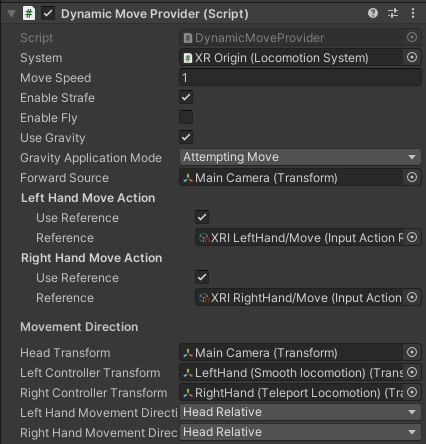 Dynamic Move Provider (Script)
Script DynamicMoveProvider
System XR Origin (Locomotion System)
Move Speed 1
Enable Strafe
Enable Fly
Use Gravity
Gravity Application Mode Attempting Move
Forward Source Main Camera (Transform)
Left Hand Move Action
Use Reference
Reference XRI LeftHand/Move (Input Action R
Right Hand Move Action
Use Reference
Reference XRI RightHand/Move (Input Action
Movement Direction
Head Transform Main Camera (Transform)
Left Controller Transform LeftHand (Smooth locomotion) (Trans
Right Controller Transform RightHand (Teleport Locomotion) (Tra
Left Hand Movement Directi Head Relative
Right Hand Movement Direc Head Relative